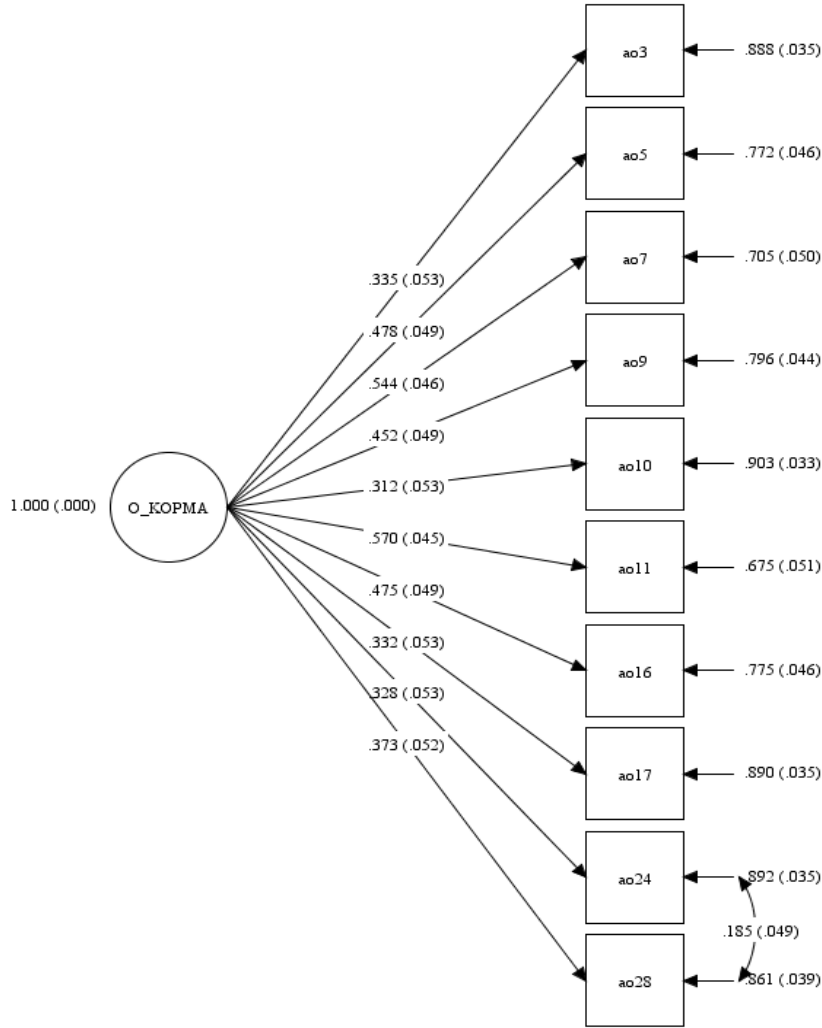 ao3
.888 (.035)
ao5
.772 (.046)
ao7
.705 (.050)
.335 (.053)
.478 (.049)
ao9
.796 (.044)
.544 (.046)
.452 (.049)
ao10
.903 (.033)
.312 (.053)
1.000 (.000)
О_КОРМА
.570 (.045)
ao11
.675 (.051)
.475 (.049)
.332 (.053)
ao16
.775 (.046)
.328 (.053)
.373 (.052)
ao17
.890 (.035)
ao24
.892 (.035)
.185 (.049)
ao28
.861 (.039)